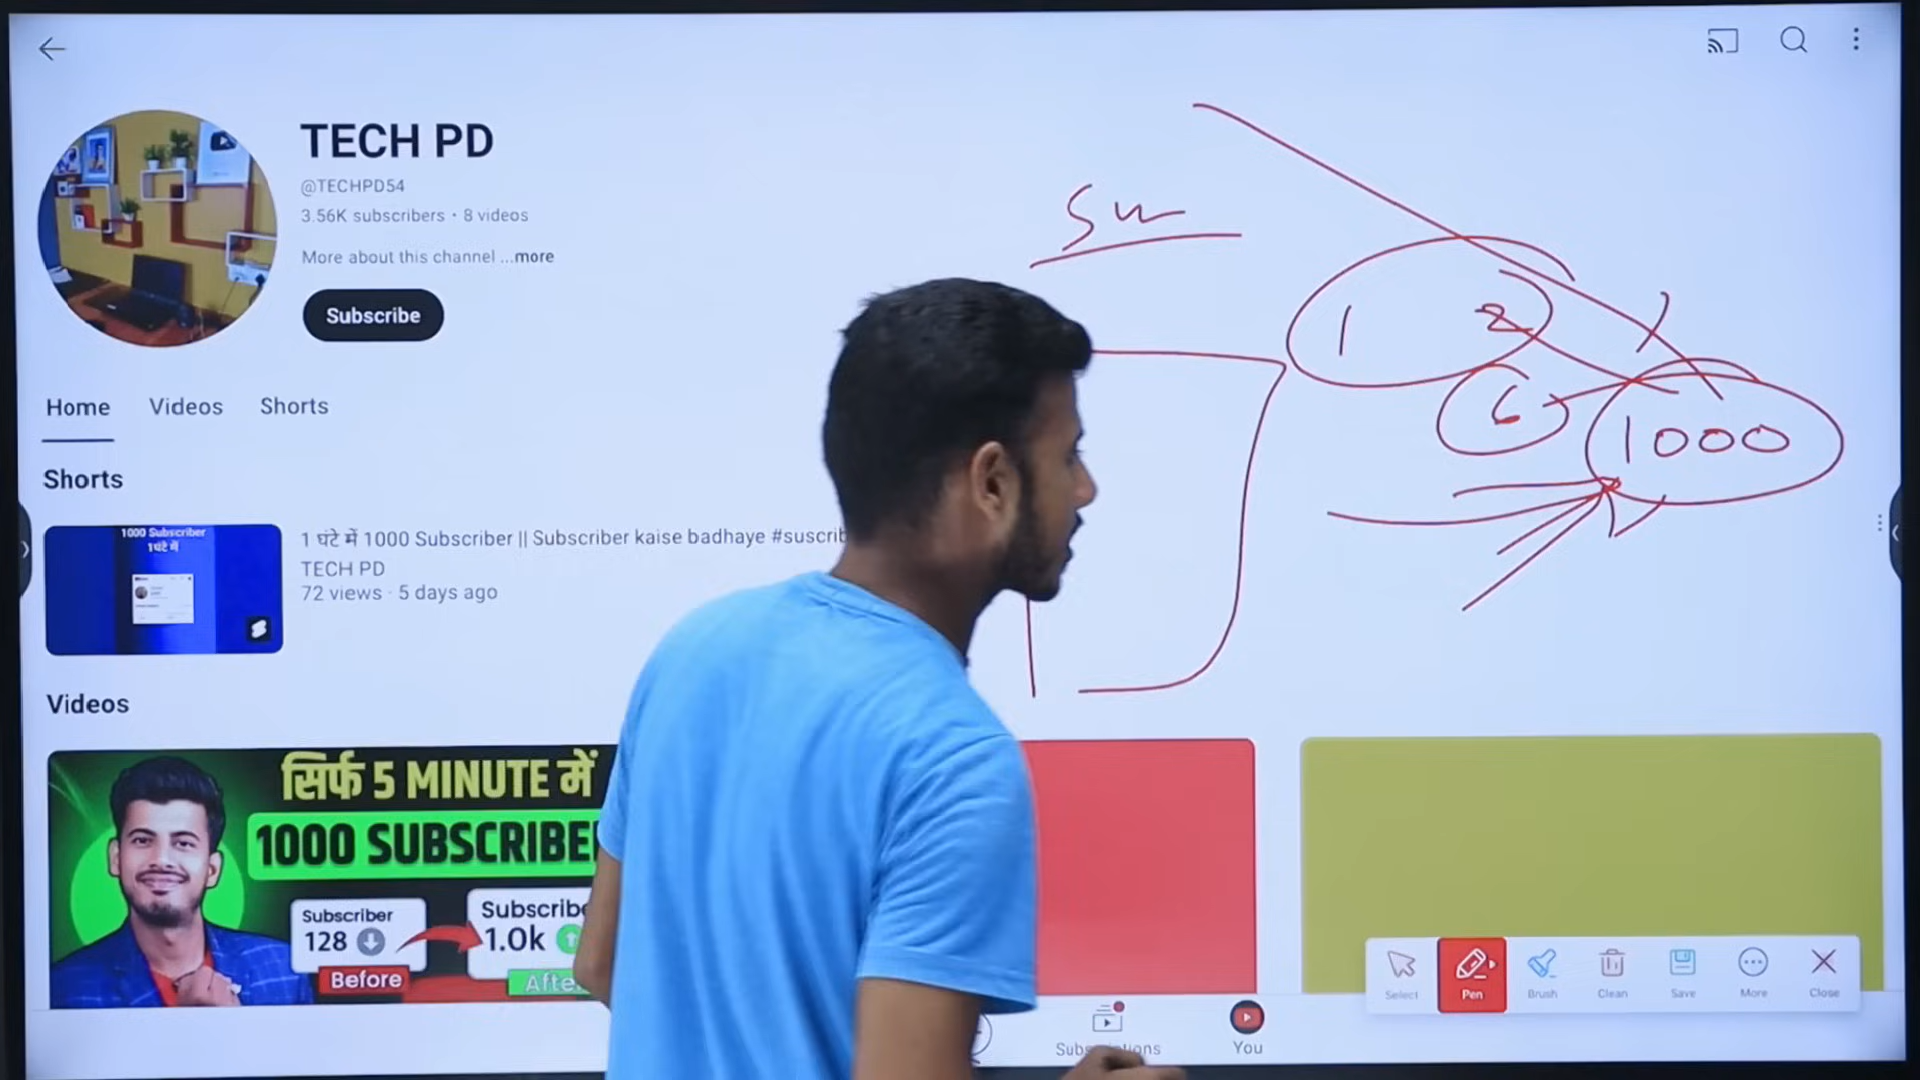 TECH PD
@TECHPD54
3.56K subscribers · 8 videos
More about this channel ...more
Subscribe
Home Videos Shorts
Shorts
1000 Subscriber
1घंटे में
1 घंटे में 1000 Subscriber || Subscriber kaise badhaye #suscrib
TECH PD
72 views · 5 days ago
Videos
सिर्फ 5 MINUTE में
1000 SUBSCRIBE
Subscriber
128
Before
Subscribe
1.0k
Afte
1 2
6
1000
Select Pen Brush Clean Save More Close
You